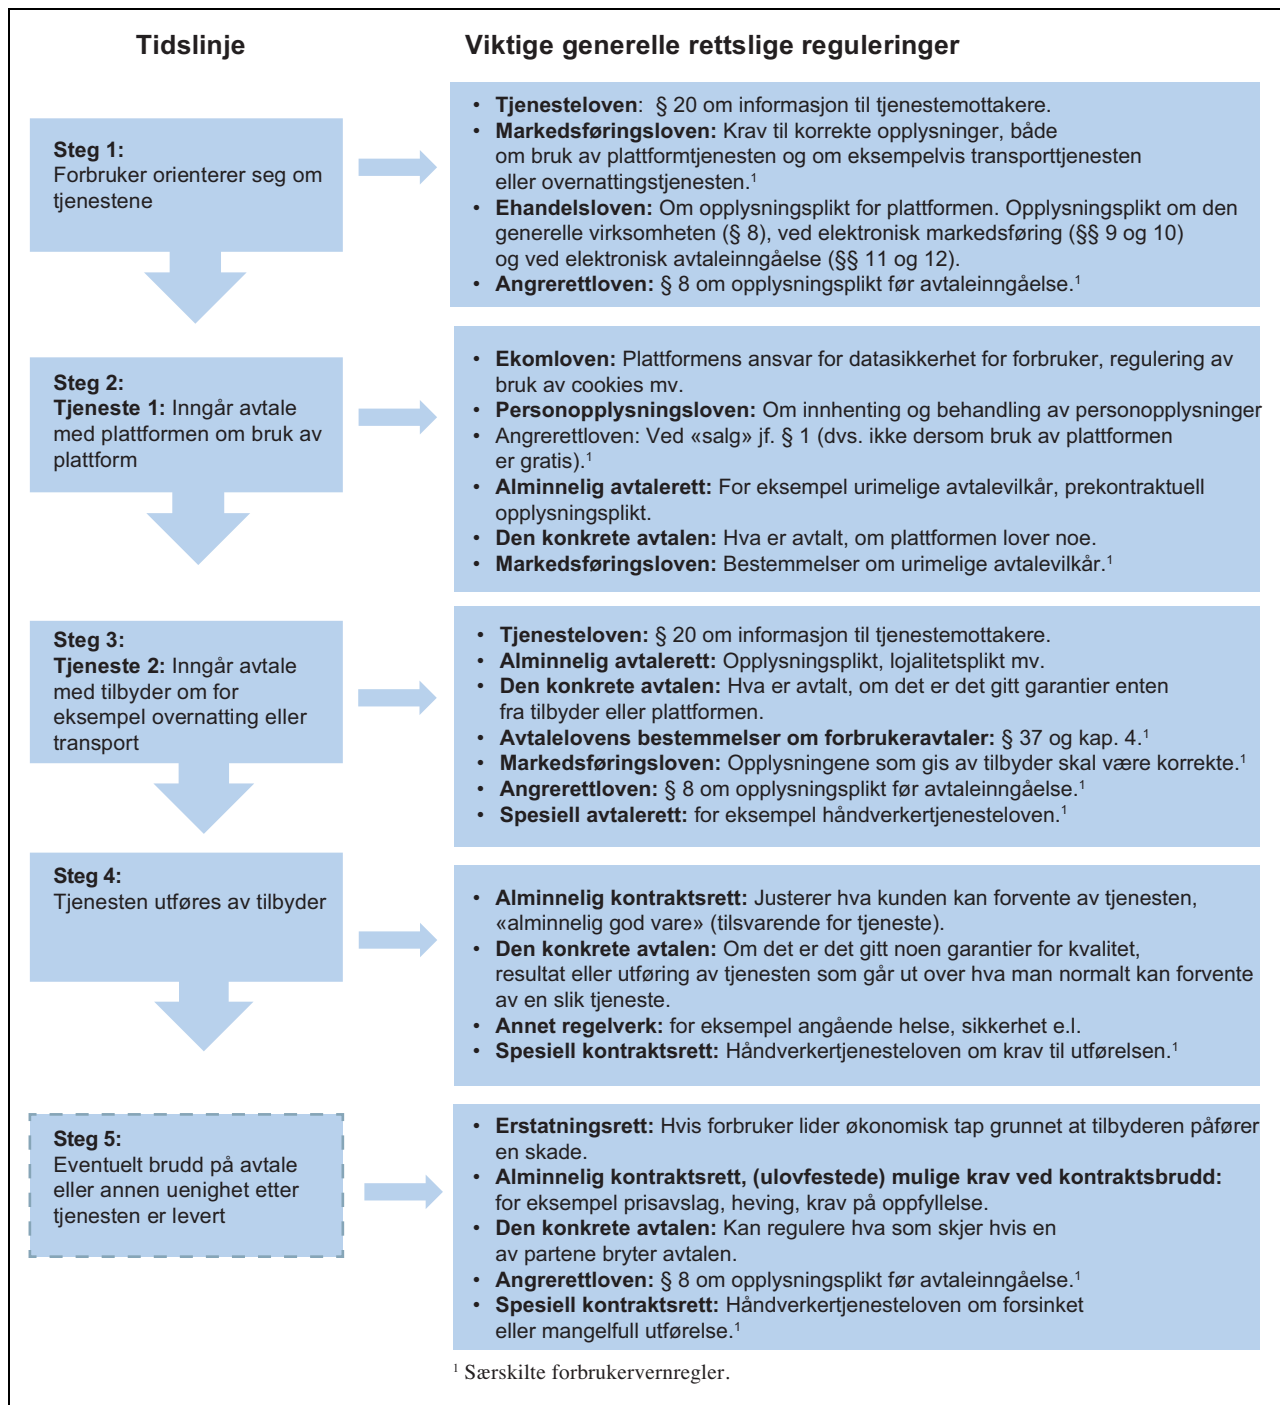 Tidslinje
Viktige generelle rettslige reguleringer
Steg 1:
Forbruker orienterer seg om
tjenestene
• Tjenesteloven: § 20 om informasjon til tjenestemottakere.
• Markedsføringsloven: Krav til korrekte opplysninger, både
om bruk av plattformtjenesten og om eksempelvis transporttjenesten
eller overnattingstjenesten.¹
• Ehandelsloven: Om opplysningsplikt for plattformen. Opplysningsplikt om den
generelle virksomheten (§ 8), ved elektronisk markedsføring (§§ 9 og 10)
og ved elektronisk avtaleinngåelse (§§ 11 og 12).
• Angrerettloven: § 8 om opplysningsplikt før avtaleinngåelse.¹
Steg 2:
Tjeneste 1: Inngår avtale
med plattformen om bruk av
plattform
• Ekomloven: Plattformens ansvar for datasikkerhet for forbruker, regulering av
bruk av cookies mv.
• Personopplysningsloven: Om innhenting og behandling av personopplysninger
• Angrerettloven: Ved «salg» jf. § 1 (dvs. ikke dersom bruk av plattformen
er gratis).¹
• Alminnelig avtalerett: For eksempel urimelige avtalevilkår, prekontraktuell
opplysningsplikt.
• Den konkrete avtalen: Hva er avtalt, om plattformen lover noe.
• Markedsføringsloven: Bestemmelser om urimelige avtalevilkår.¹
Steg 3:
Tjeneste 2: Inngår avtale
med tilbyder om for
eksempel overnatting eller
transport
• Tjenesteloven: § 20 om informasjon til tjenestemottakere.
• Alminnelig avtalerett: Opplysningsplikt, lojalitetsplikt mv.
• Den konkrete avtalen: Hva er avtalt, om det er det gitt garantier enten
fra tilbyder eller plattformen.
• Avtalelovens bestemmelser om forbrukeravtaler: § 37 og kap. 4.¹
• Markedsføringsloven: Opplysningene som gis av tilbyder skal være korrekte.¹
• Angrerettloven: § 8 om opplysningsplikt før avtaleinngåelse.¹
• Spesiell avtalerett: for eksempel håndverkertjenesteloven.¹
Steg 4:
Tjenesten utføres av tilbyder
• Alminnelig kontraktsrett: Justerer hva kunden kan forvente av tjenesten,
«alminnelig god vare» (tilsvarende for tjeneste).
• Den konkrete avtalen: Om det er det gitt noen garantier for kvalitet,
resultat eller utføring av tjenesten som går ut over hva man normalt kan forvente
av en slik tjeneste.
• Annet regelverk: for eksempel angående helse, sikkerhet e.l.
• Spesiell kontraktsrett: Håndverkertjenesteloven om krav til utførelsen.¹
Steg 5:
Eventuelt brudd på avtale
eller annen uenighet etter
tjenesten er levert
• Erstatningsrett: Hvis forbruker lider økonomisk tap grunnet at tilbyderen påfører
en skade.
• Alminnelig kontraktsrett, (ulovfestede) mulige krav ved kontraktsbrudd:
for eksempel prisavslag, heving, krav på oppfyllelse.
• Den konkrete avtalen: Kan regulere hva som skjer hvis en
av partene bryter avtalen.
• Angrerettloven: § 8 om opplysningsplikt før avtaleinngåelse.¹
• Spesiell kontraktsrett: Håndverkertjenesteloven om forsinket
eller mangelfull utførelse.¹
¹ Særskilte forbrukervernregler.